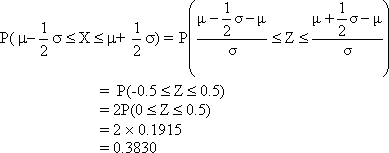 P( μ− 1/2 σ ≤ X ≤ μ+ 1/2 σ) = P( (μ − 1/2 σ − μ)/σ ≤ Z ≤ (μ + 1/2 σ − μ)/σ )
= P(-0.5 ≤ Z ≤ 0.5)
= 2P(0 ≤ Z ≤ 0.5)
= 2 × 0.1915
= 0.3830